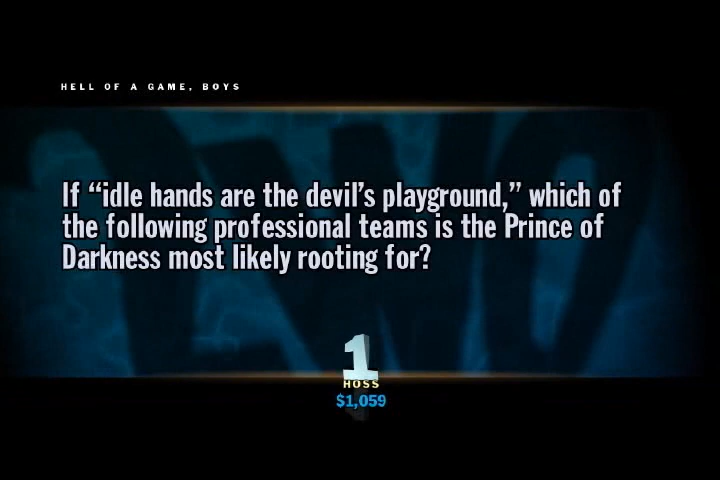 HELL OF A GAME, BOYS
If “idle hands are the devil’s playground,” which of
the following professional teams is the Prince of
Darkness most likely rooting for?
1
HOSS
$1,059